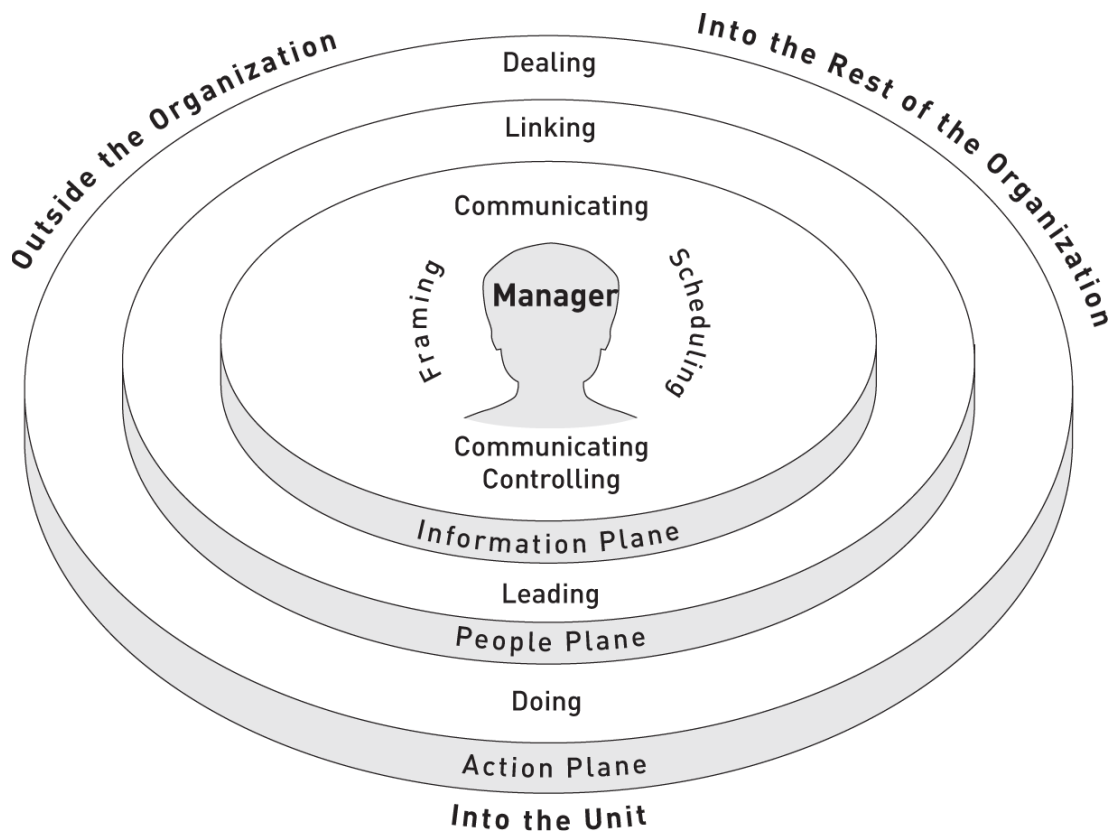 Outside the Organization
Into the Rest of the Organization
Dealing
Linking
Communicating
Framing
Manager
Scheduling
Communicating
Controlling
Information Plane
Leading
People Plane
Doing
Action Plane
Into the Unit